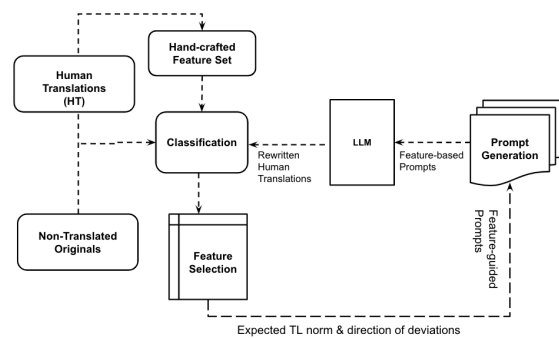 Hand-crafted
Feature Set
Human
Translations
(HT)
Classification
LLM
Prompt
Generation
Rewritten
Human
Translations
Feature-based
Prompts
Non-Translated
Originals
Feature
Selection
Feature-guided
Prompts
Expected TL norm & direction of deviations